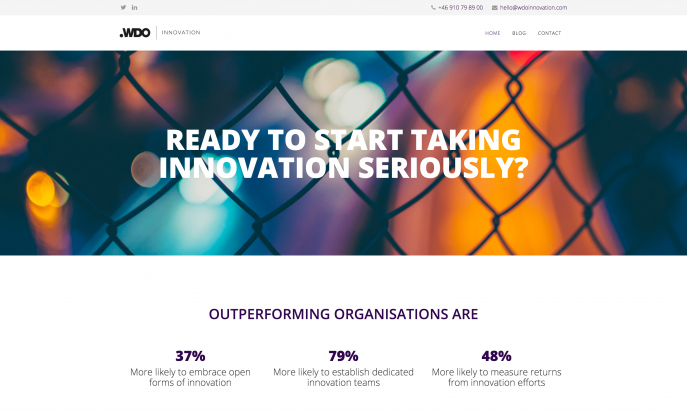 +46 910 79 89 00 hello@wdoinnovation.com
.WDO INNOVATION
HOME BLOG CONTACT
READY TO START TAKING
INNOVATION SERIOUSLY?
OUTPERFORMING ORGANISATIONS ARE
37%
More likely to embrace open
forms of innovation
79%
More likely to establish dedicated
innovation teams
48%
More likely to measure returns
from innovation efforts